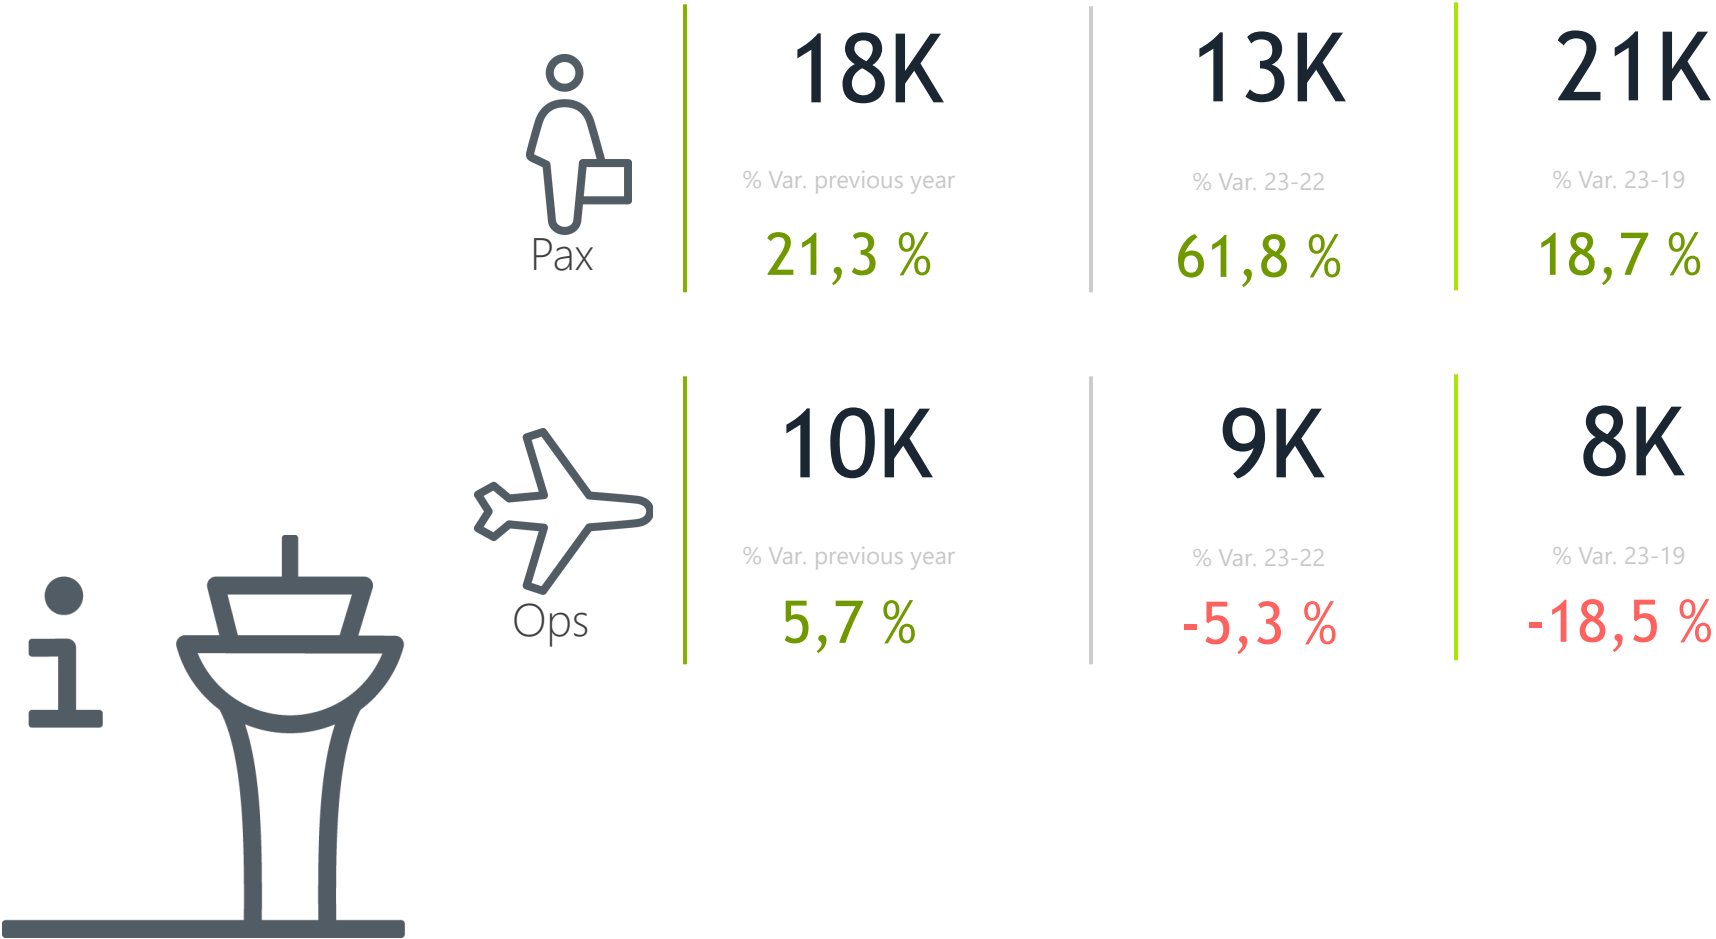 18K
13K
21K
% Var. previous year
% Var. 23-22
% Var. 23-19
21,3 %
61,8 %
18,7 %
Pax
10K
9K
8K
% Var. previous year
% Var. 23-22
% Var. 23-19
5,7 %
-5,3 %
-18,5 %
Ops
i